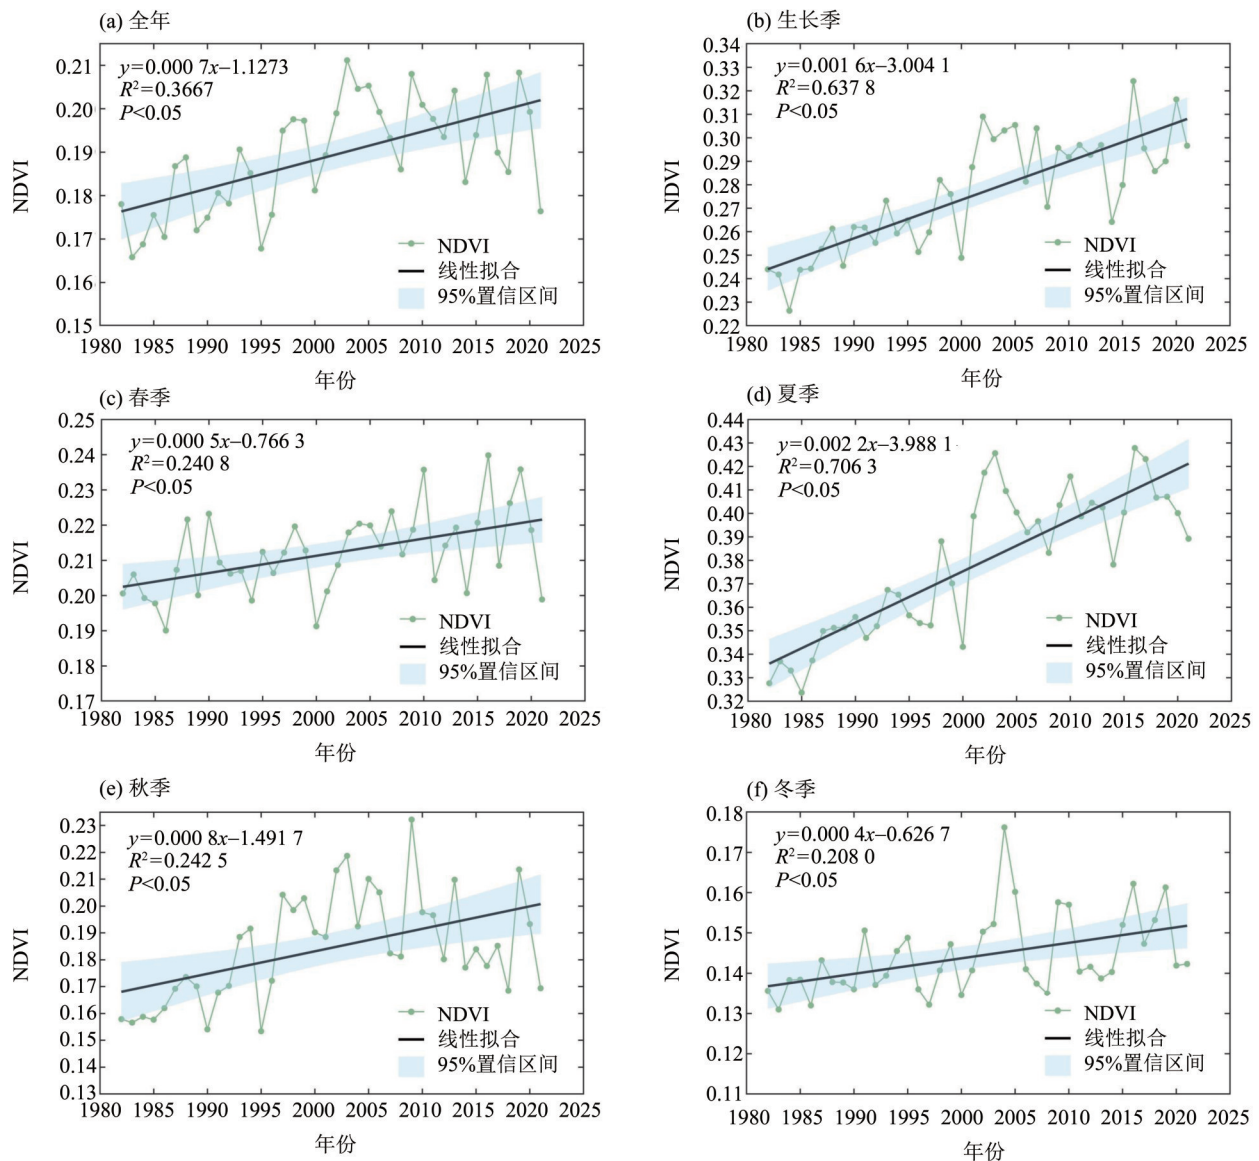 (a) 全年
y=0.000 7x−1.1273
R²=0.3667
P<0.05
0.21
0.20
0.19
0.18
0.17
0.16
0.15
NDVI
NDVI
线性拟合
95%置信区间
1980 1985 1990 1995 2000 2005 2010 2015 2020 2025
年份
(b) 生长季
y=0.001 6x−3.004 1
R²=0.637 8
P<0.05
0.34
0.33
0.32
0.31
0.30
0.29
0.28
0.27
0.26
0.25
0.24
0.23
0.22
NDVI
NDVI
线性拟合
95%置信区间
1980 1985 1990 1995 2000 2005 2010 2015 2020 2025
年份
(c) 春季
y=0.000 5x−0.766 3
R²=0.240 8
P<0.05
0.25
0.24
0.23
0.22
0.21
0.20
0.19
0.18
0.17
NDVI
NDVI
线性拟合
95%置信区间
1980 1985 1990 1995 2000 2005 2010 2015 2020 2025
年份
(d) 夏季
y=0.002 2x−3.988 1
R²=0.706 3
P<0.05
0.44
0.43
0.42
0.41
0.40
0.39
0.38
0.37
0.36
0.35
0.34
0.33
0.32
NDVI
NDVI
线性拟合
95%置信区间
1980 1985 1990 1995 2000 2005 2010 2015 2020 2025
年份
(e) 秋季
y=0.000 8x−1.491 7
R²=0.242 5
P<0.05
0.23
0.22
0.21
0.20
0.19
0.18
0.17
0.16
0.15
0.14
0.13
NDVI
NDVI
线性拟合
95%置信区间
1980 1985 1990 1995 2000 2005 2010 2015 2020 2025
年份
(f) 冬季
y=0.000 4x−0.626 7
R²=0.208 0
P<0.05
0.18
0.17
0.16
0.15
0.14
0.13
0.12
0.11
NDVI
NDVI
线性拟合
95%置信区间
1980 1985 1990 1995 2000 2005 2010 2015 2020 2025
年份